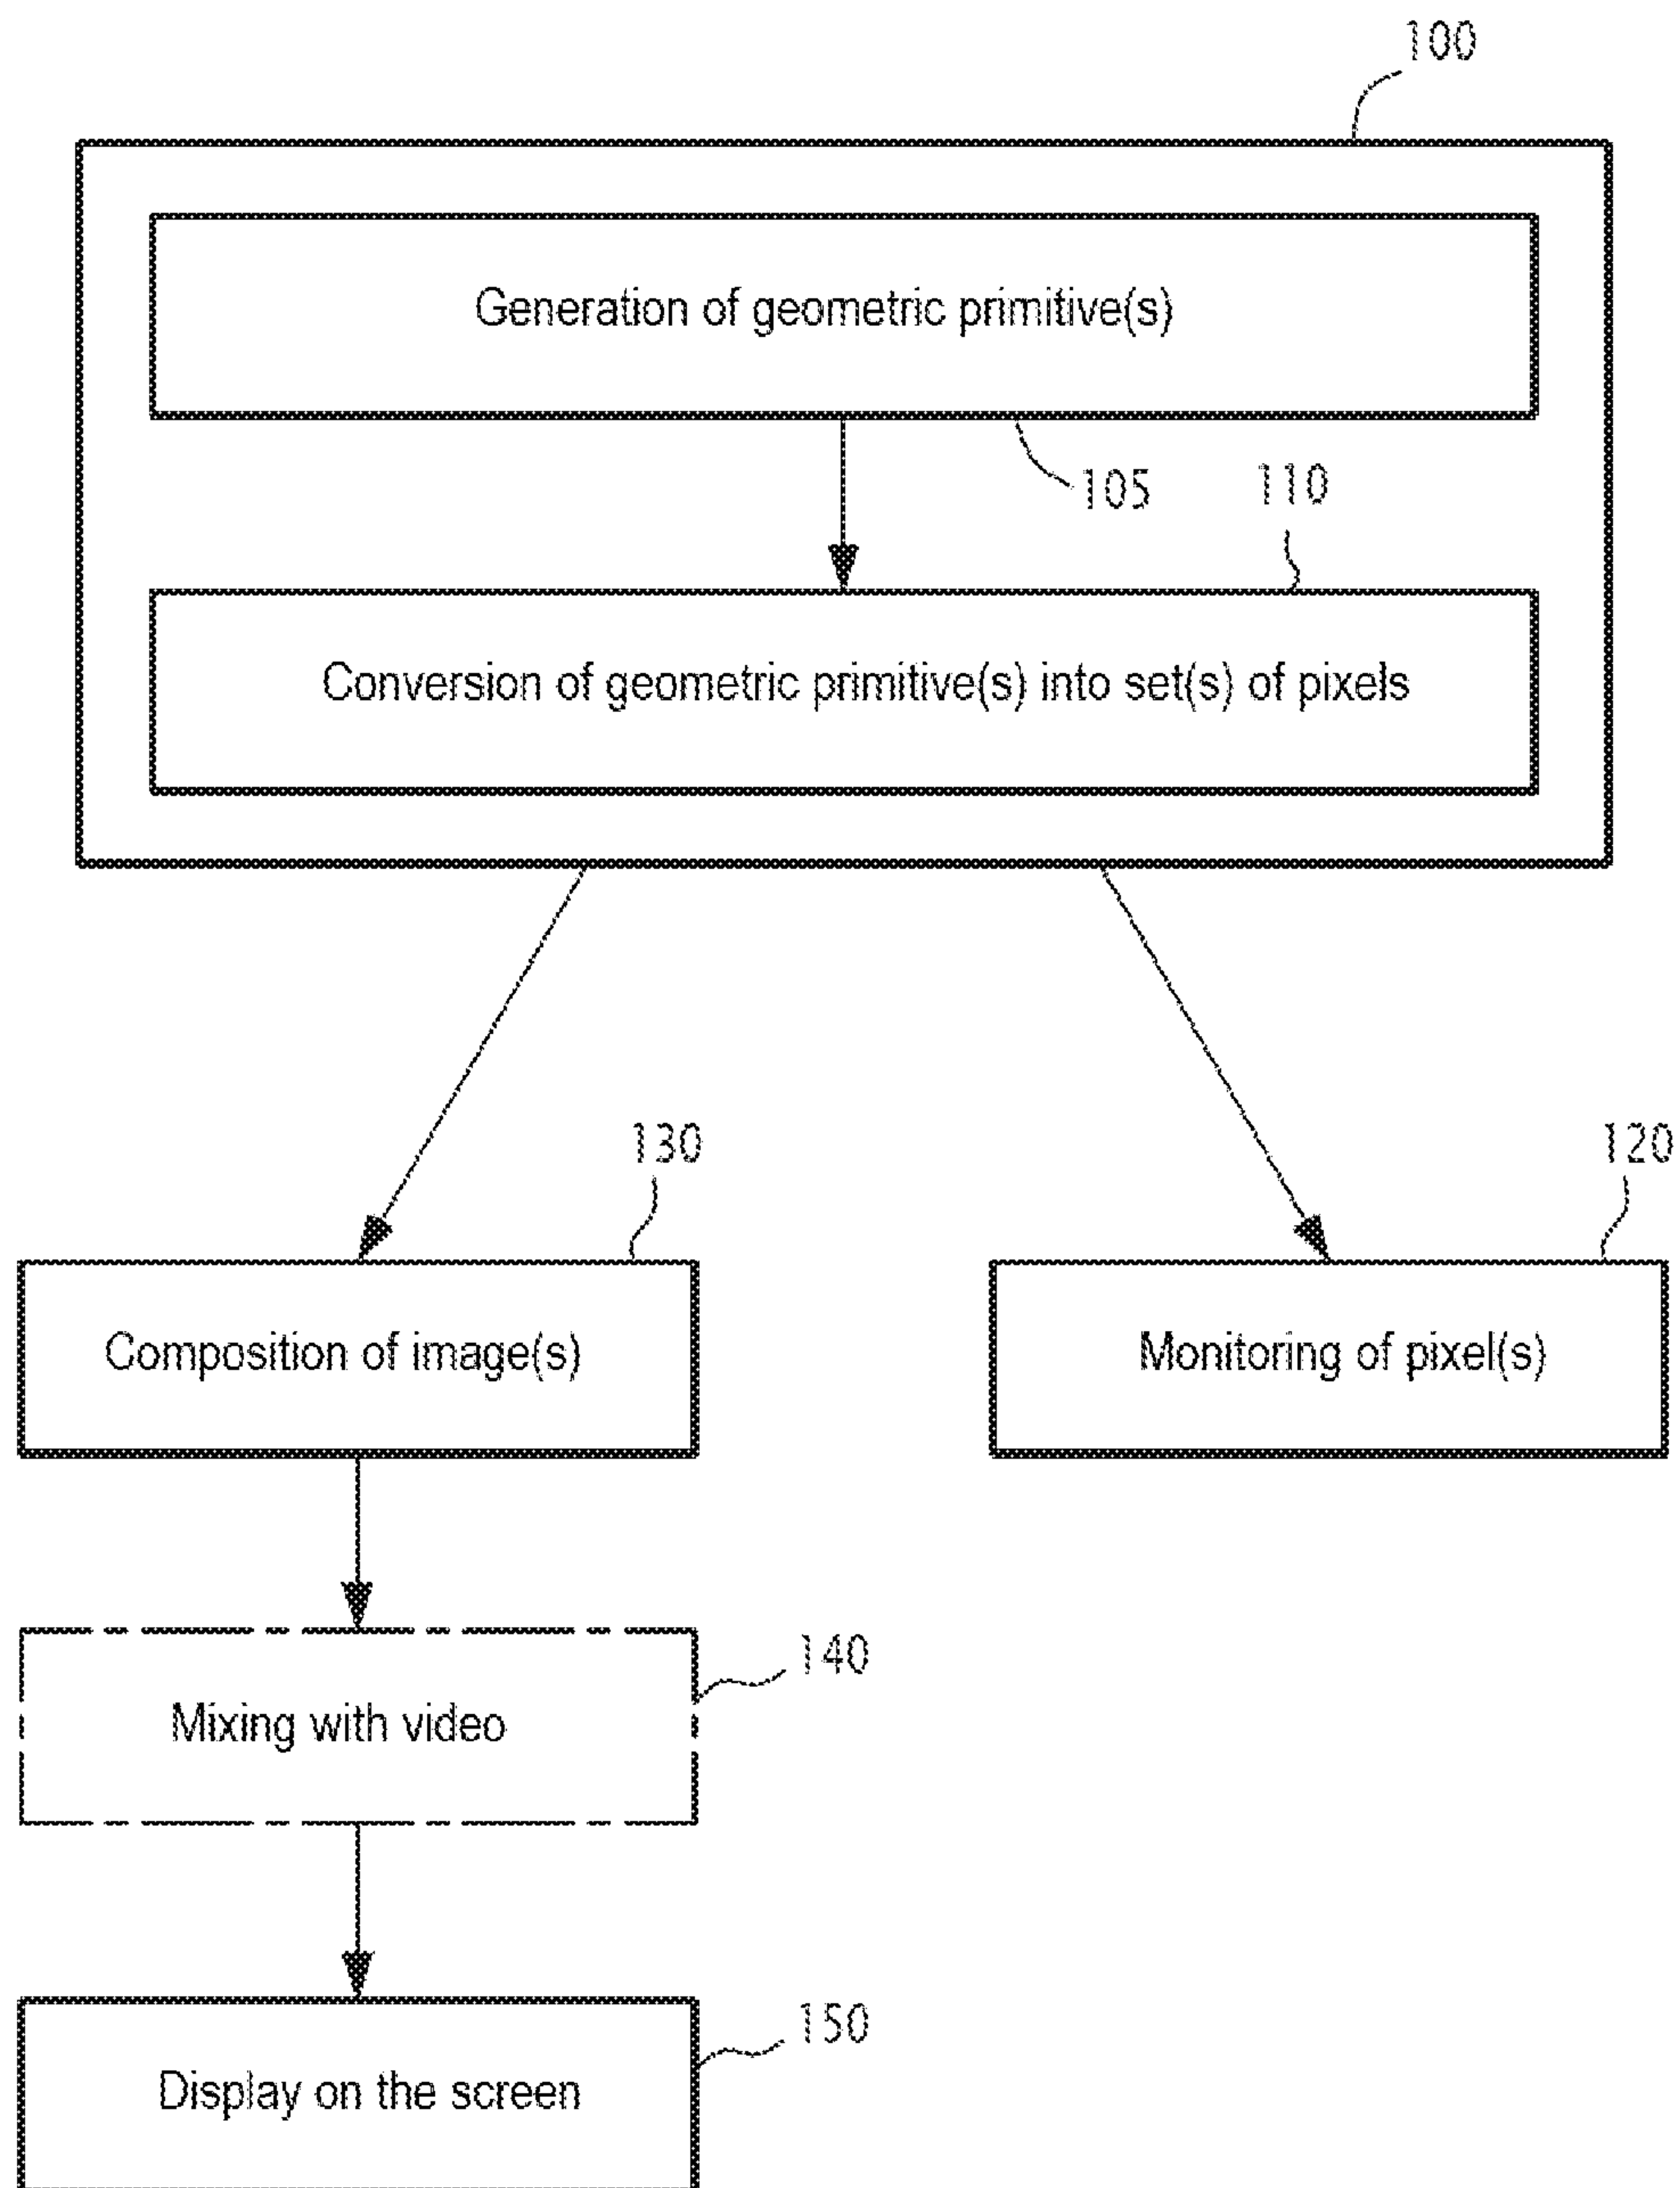 100
Generation of geometric primitive(s)
105
110
Conversion of geometric primitive(s) into set(s) of pixels
130
120
Composition of image(s)
Monitoring of pixel(s)
140
Mixing with video
150
Display on the screen